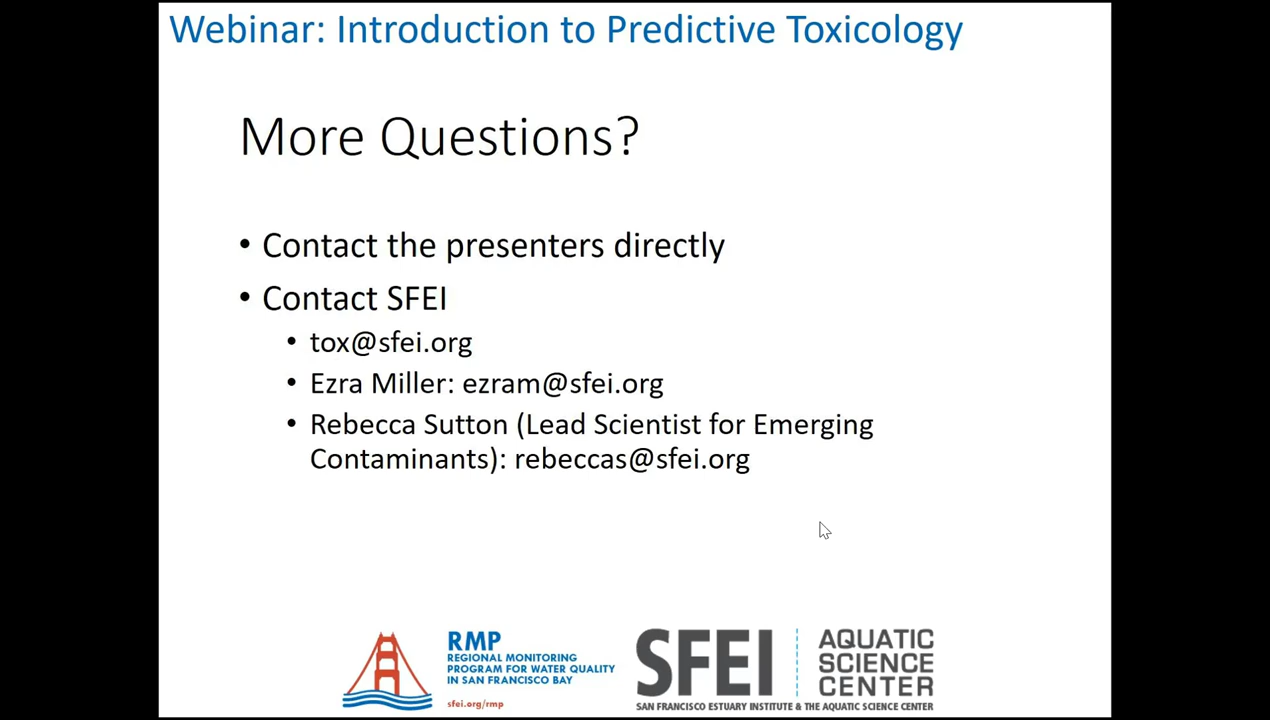 Webinar: Introduction to Predictive Toxicology
More Questions?
• Contact the presenters directly
• Contact SFEI
• tox@sfei.org
• Ezra Miller: ezram@sfei.org
• Rebecca Sutton (Lead Scientist for Emerging
Contaminants): rebeccas@sfei.org
RMP
REGIONAL MONITORING
PROGRAM FOR WATER QUALITY
IN SAN FRANCISCO BAY
sfei.org/rmp
SFEI
AQUATIC
SCIENCE
CENTER
SAN FRANCISCO ESTUARY INSTITUTE & THE AQUATIC SCIENCE CENTER